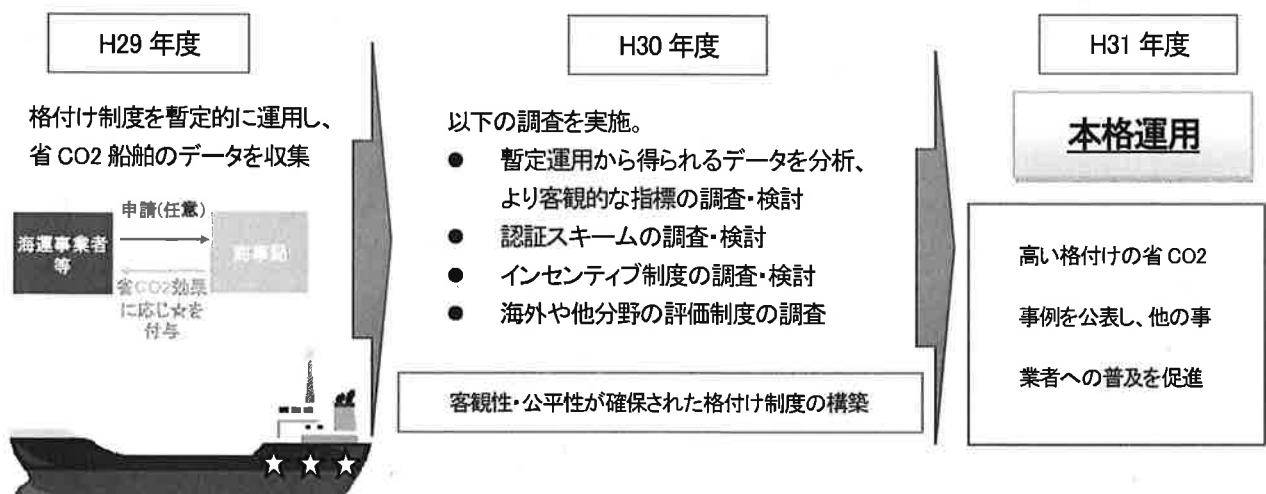 H29 年度
格付け制度を暫定的に運用し、
省 CO2 船舶のデータを収集
申請(任意)
海運事業者
等
海事局
省CO2効果
に応じ☆を
付与
H30 年度
以下の調査を実施。
● 暫定運用から得られるデータを分析、
より客観的な指標の調査・検討
● 認証スキームの調査・検討
● インセンティブ制度の調査・検討
● 海外や他分野の評価制度の調査
客観性・公平性が確保された格付け制度の構築
H31 年度
本格運用
高い格付けの省 CO2
事例を公表し、他の事
業者への普及を促進